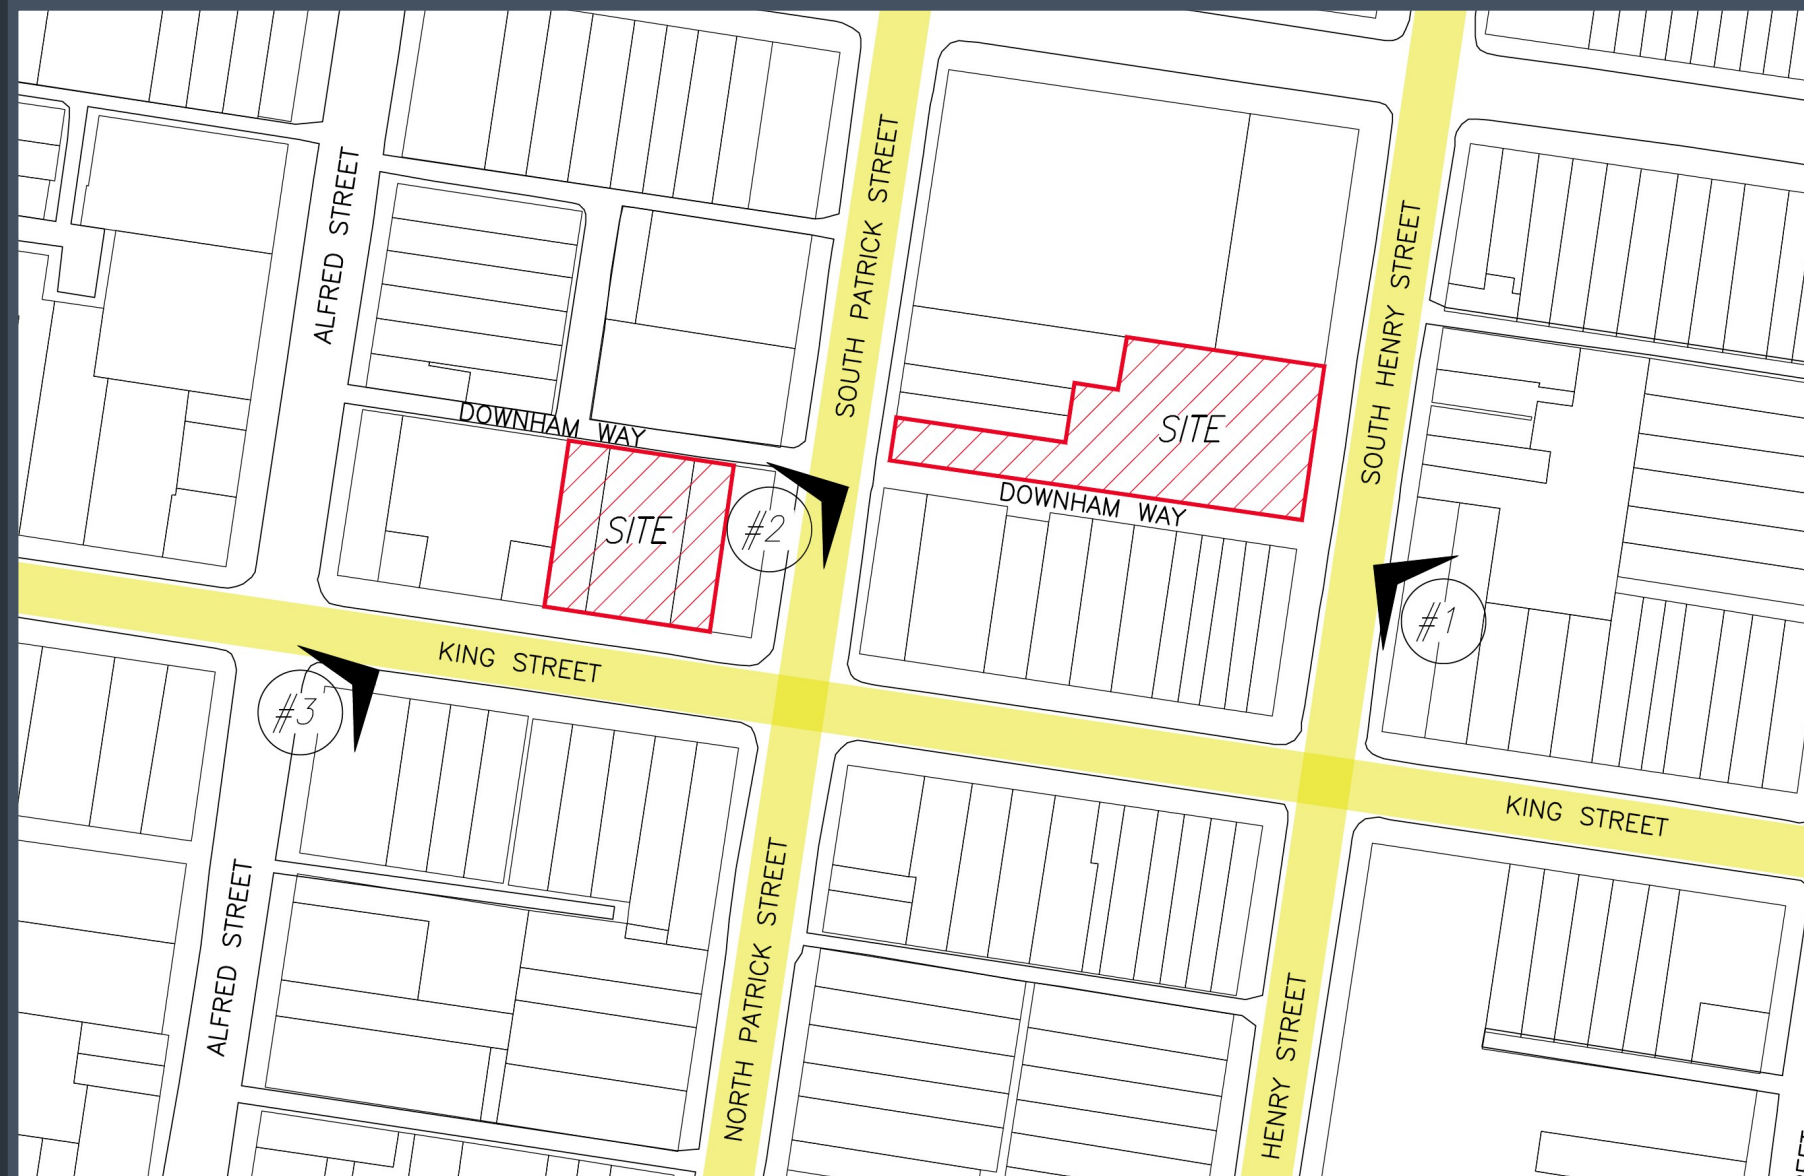 ALFRED STREET
SOUTH PATRICK STREET
SOUTH HENRY STREET
DOWNHAM WAY
SITE
SITE
DOWNHAM WAY
#2
#1
KING STREET
#3
KING STREET
ALFRED STREET
NORTH PATRICK STREET
HENRY STREET